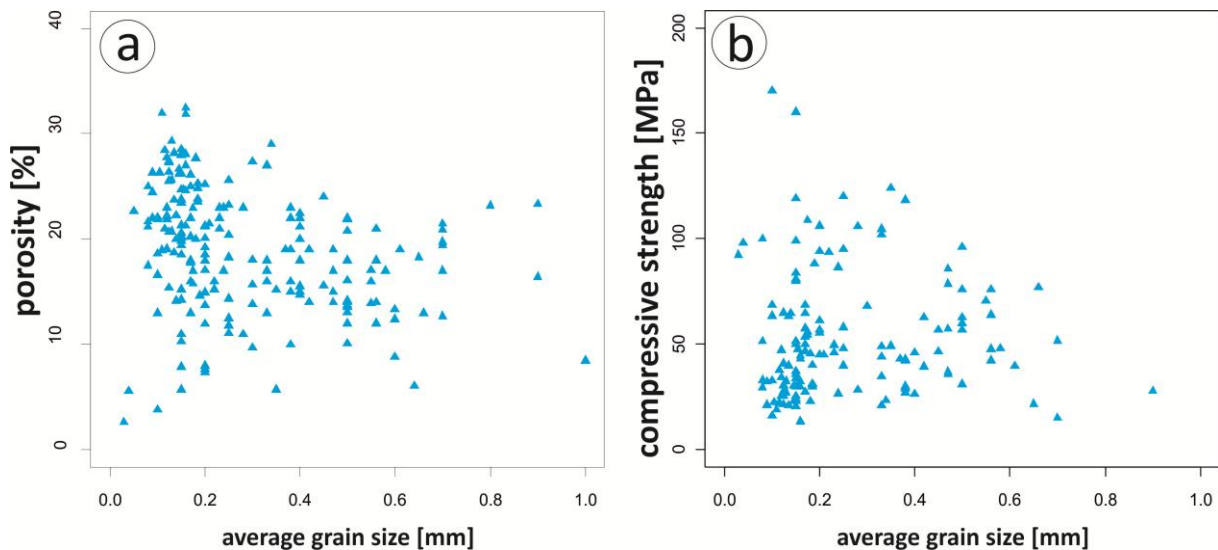 a
porosity [%]
40
30
20
10
0
0.0 0.2 0.4 0.6 0.8 1.0
average grain size [mm]
b
compressive strength [MPa]
200
150
100
50
0
0.0 0.2 0.4 0.6 0.8 1.0
average grain size [mm]